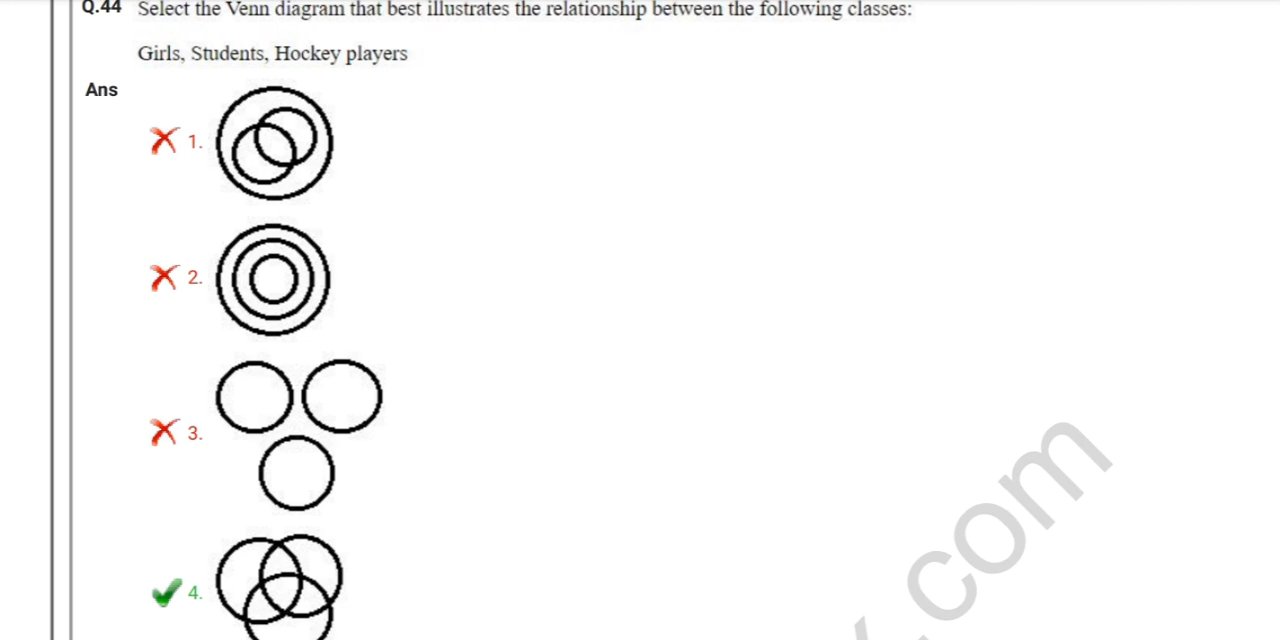 Q.44 Select the Venn diagram that best illustrates the relationship between the following classes:
Girls, Students, Hockey players
Ans
1.
2.
3.
4.
.com